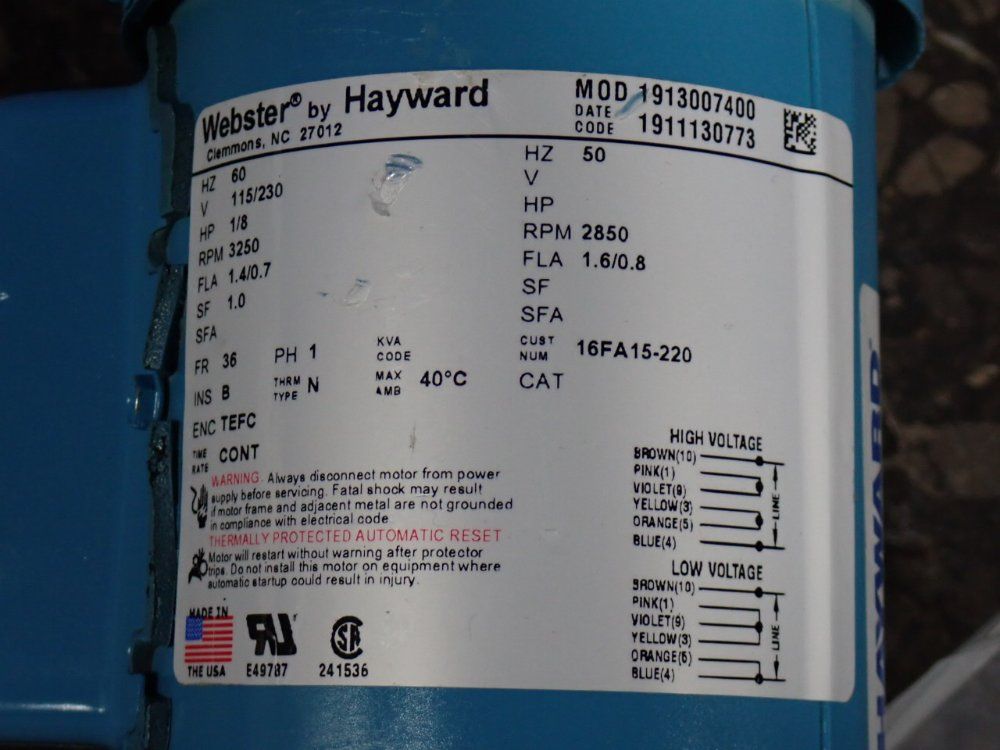 Webster® by Hayward
Clemmons, NC 27012
MOD 1913007400
DATE CODE 1911130773
HZ 60
V 115/230
HP 1/8
RPM 3250
FLA 1.4/0.7
SF 1.0
SFA
FR 36 PH 1 KVA CODE
INS B THRM TYPE N MAX AMB 40°C
ENC TEFC
TIME RATE CONT
HZ 50
V
HP
RPM 2850
FLA 1.6/0.8
SF
SFA
CUST NUM 16FA15-220
CAT
WARNING: Always disconnect motor from power
supply before servicing. Fatal shock may result
if motor frame and adjacent metal are not grounded
in compliance with electrical code.
THERMALLY PROTECTED AUTOMATIC RESET
Motor will restart without warning after protector
trips. Do not install this motor on equipment where
automatic startup could result in injury.
MADE IN
THE USA
RU
E49787
SA
241536
HIGH VOLTAGE
BROWN(10)
PINK(1)
VIOLET(9)
YELLOW(3)
ORANGE(5)
BLUE(4)
LINE
LOW VOLTAGE
BROWN(10)
PINK(1)
VIOLET(9)
YELLOW(3)
ORANGE(5)
BLUE(4)
LINE
HAYWARD